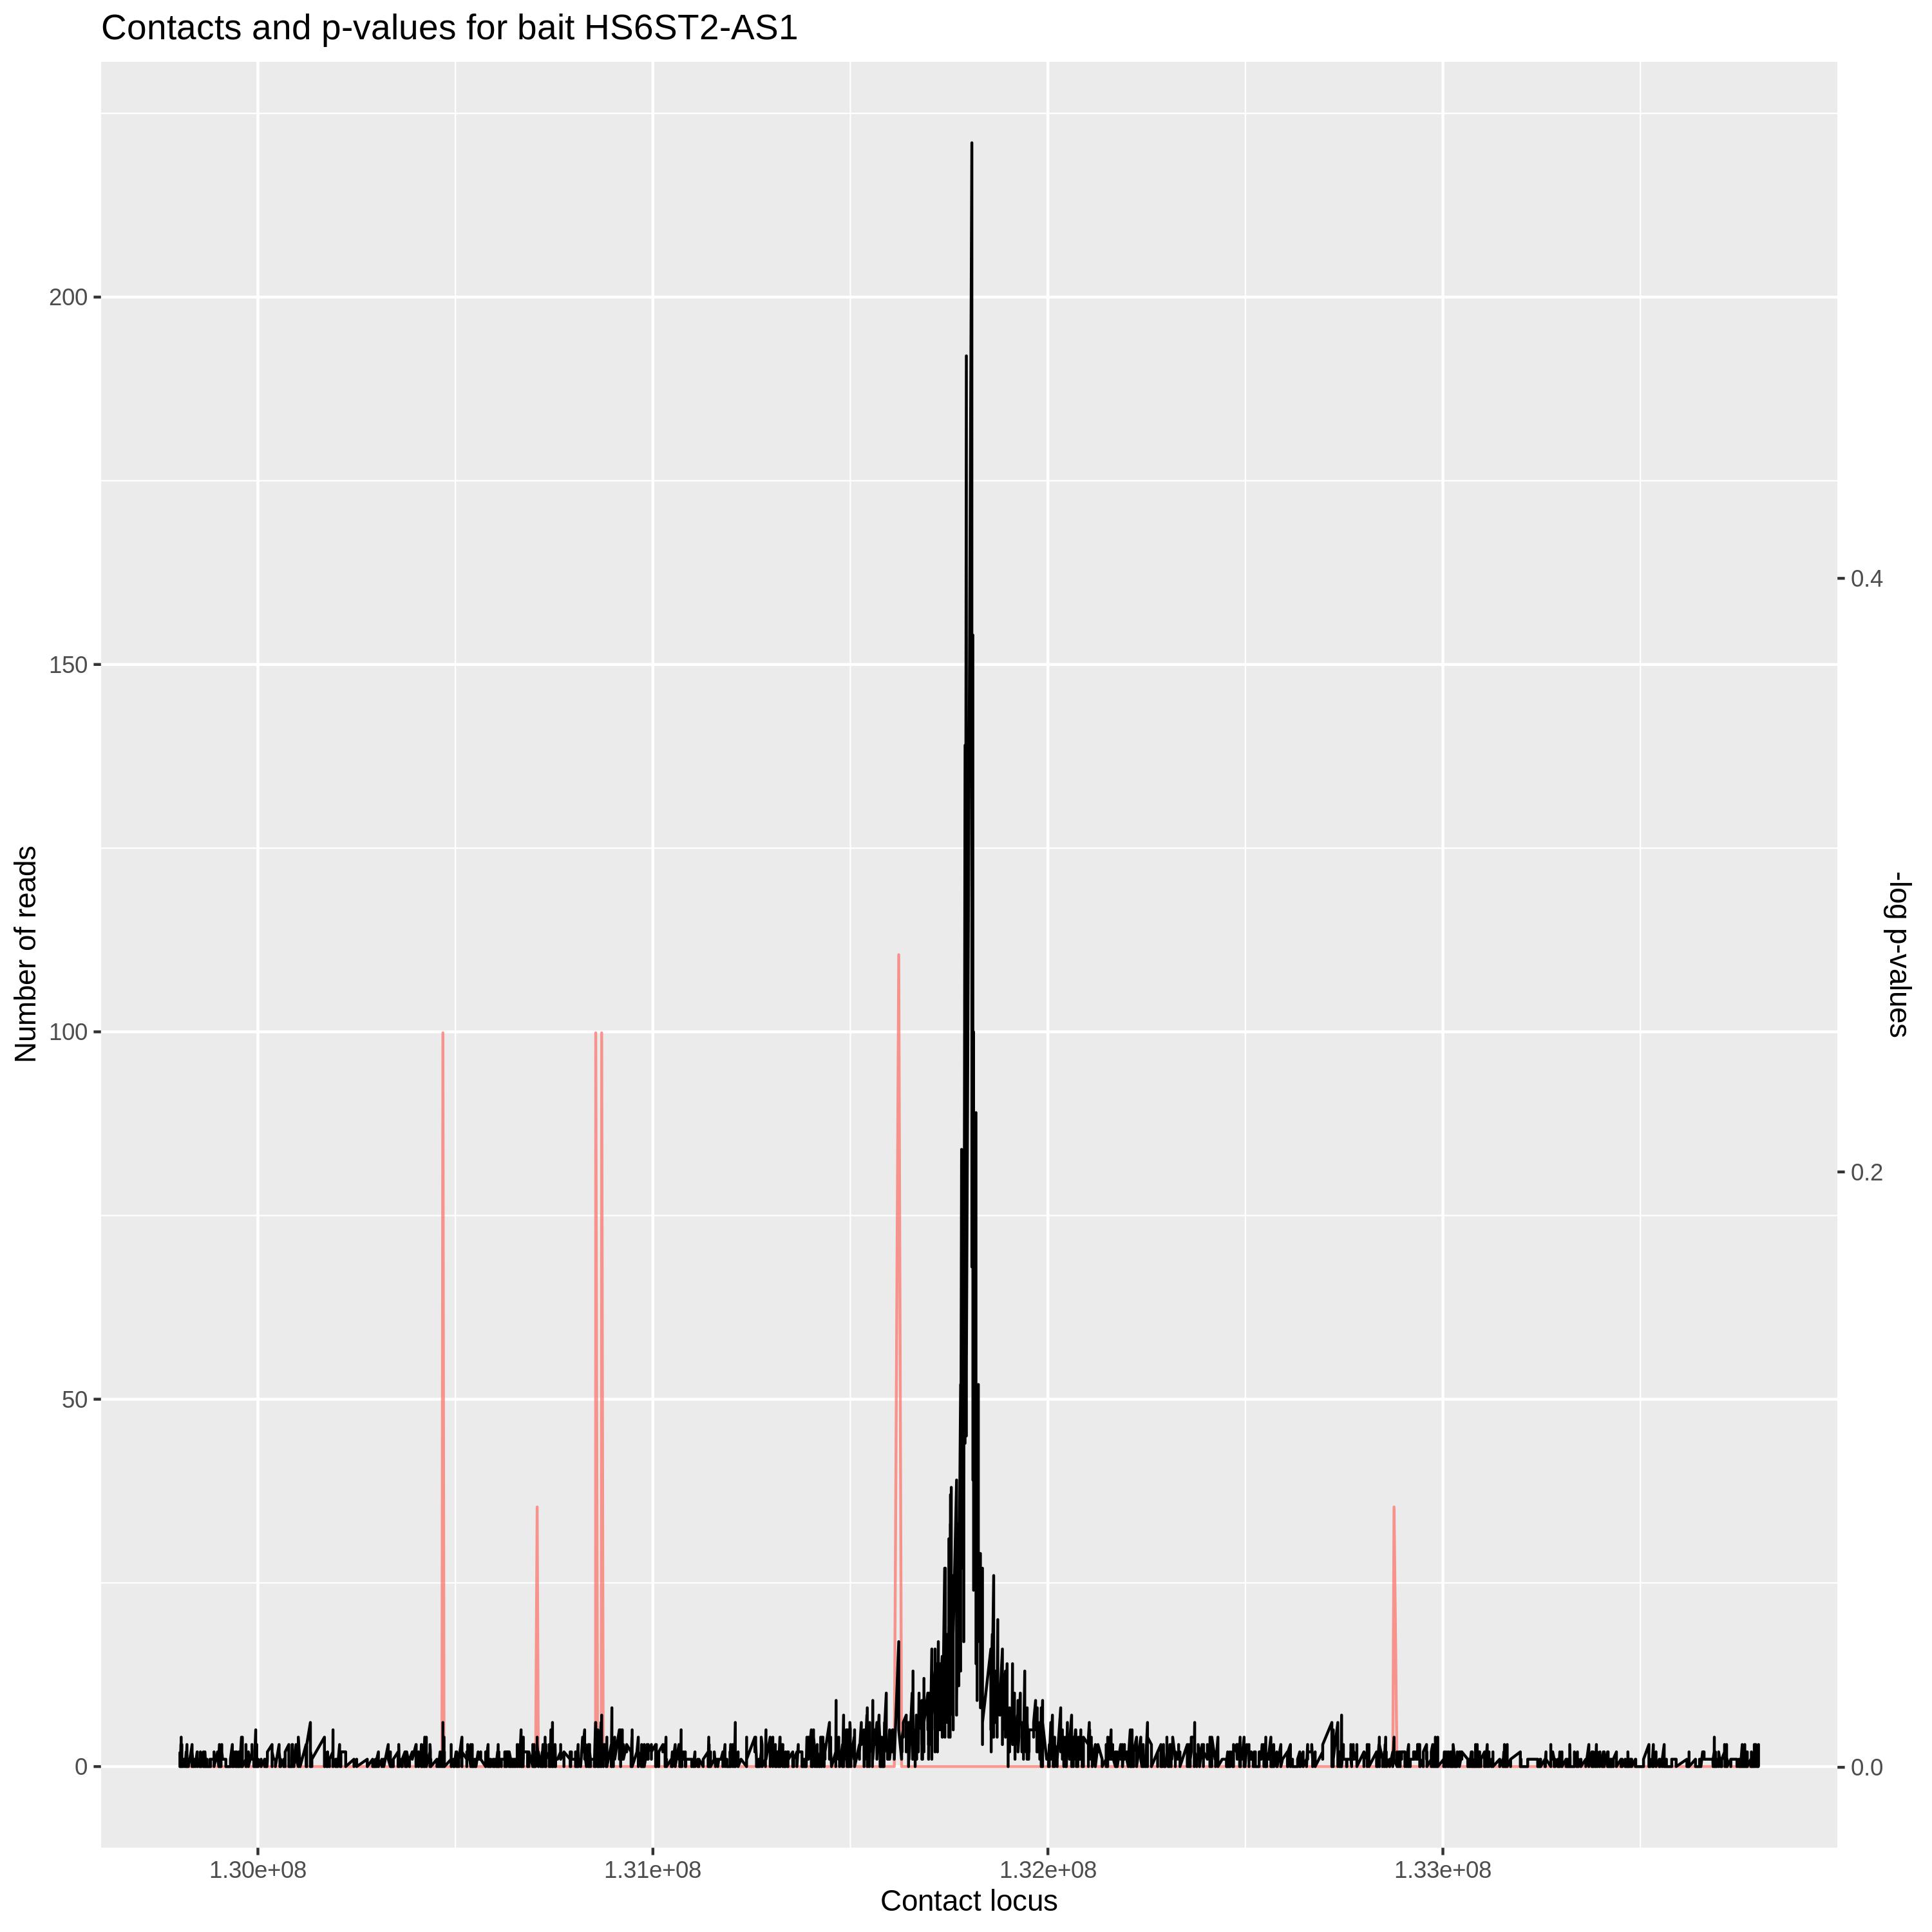 Contacts and p-values for bait HS6ST2-AS1
200
150
100
50
0
Number of reads
0.4
0.2
0.0
-log p-values
1.30e+08
1.31e+08
1.32e+08
1.33e+08
Contact locus